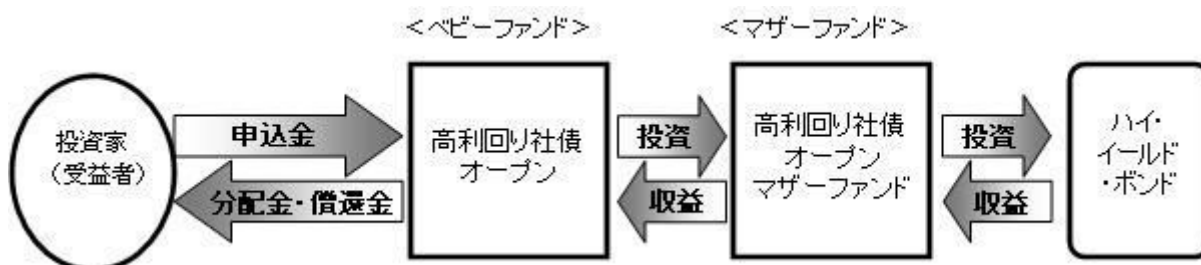 <ベビーファンド>
<マザーファンド>
投資家
(受益者)
申込金
分配金・償還金
高利回り社債
オープン
投資
収益
高利回り社債
オープン
マザーファンド
投資
収益
ハイ・
イールド
・ボンド